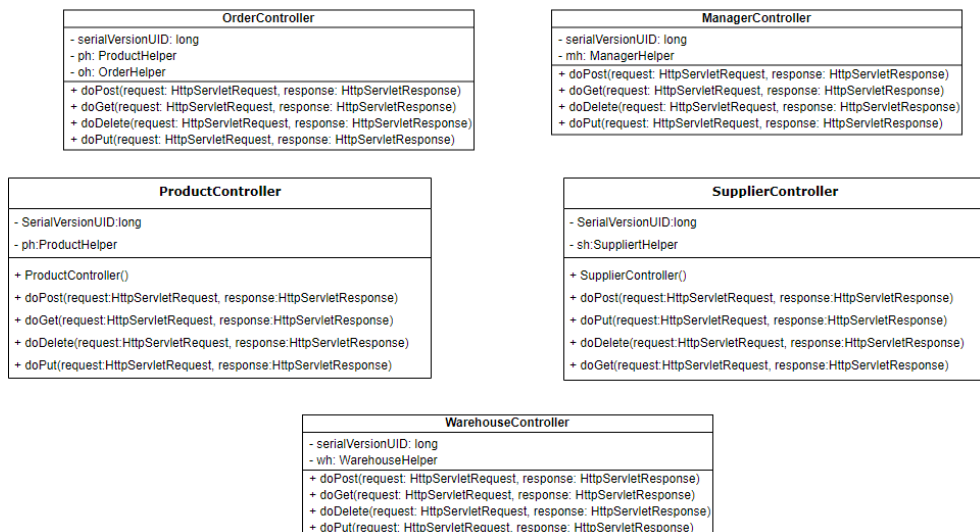 OrderController
- serialVersionUID: long
- ph: ProductHelper
- oh: OrderHelper
+ doPost(request: HttpServletRequest, response: HttpServletResponse)
+ doGet(request: HttpServletRequest, response: HttpServletResponse)
+ doDelete(request: HttpServletRequest, response: HttpServletResponse)
+ doPut(request: HttpServletRequest, response: HttpServletResponse)
ManagerController
- serialVersionUID: long
- mh: ManagerHelper
+ doPost(request: HttpServletRequest, response: HttpServletResponse)
+ doGet(request: HttpServletRequest, response: HttpServletResponse)
+ doDelete(request: HttpServletRequest, response: HttpServletResponse)
+ doPut(request: HttpServletRequest, response: HttpServletResponse)
ProductController
- SerialVersionUID:long
- ph:ProductHelper
+ ProductController()
+ doPost(request:HttpServletRequest, response:HttpServletResponse)
+ doGet(request:HttpServletRequest, response:HttpServletResponse)
+ doDelete(request:HttpServletRequest, response:HttpServletResponse)
+ doPut(request:HttpServletRequest, response:HttpServletResponse)
SupplierController
- SerialVersionUID:long
- sh:SuppliertHelper
+ SupplierController()
+ doPost(request:HttpServletRequest, response:HttpServletResponse)
+ doPut(request:HttpServletRequest, response:HttpServletResponse)
+ doDelete(request:HttpServletRequest, response:HttpServletResponse)
+ doGet(request:HttpServletRequest, response:HttpServletResponse)
WarehouseController
- serialVersionUID: long
- wh: WarehouseHelper
+ doPost(request: HttpServletRequest, response: HttpServletResponse)
+ doGet(request: HttpServletRequest, response: HttpServletResponse)
+ doDelete(request: HttpServletRequest, response: HttpServletResponse)
+ doPut(request: HttpServletRequest, response: HttpServletResponse)